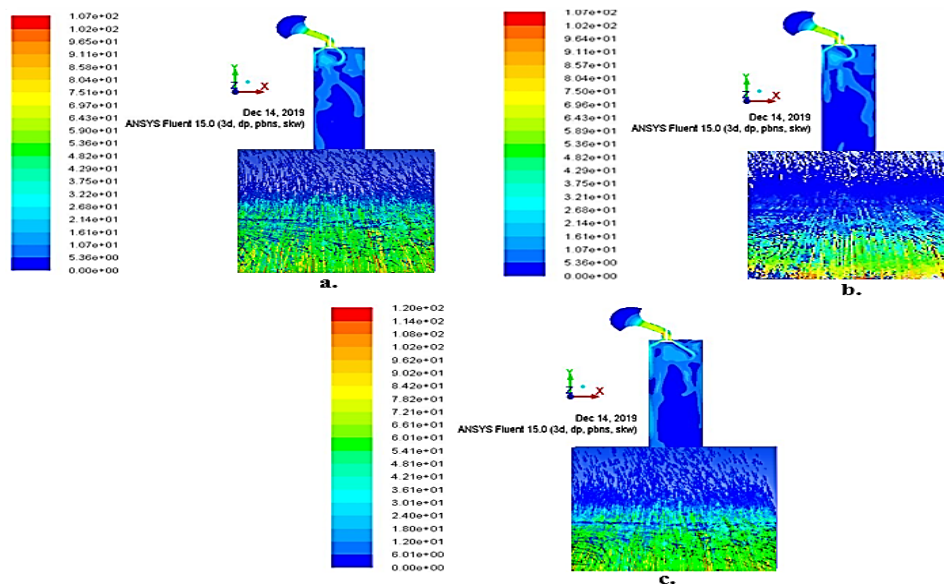 1.07e+02
1.02e+02
9.65e+01
9.11e+01
8.58e+01
8.04e+01
7.51e+01
6.97e+01
6.43e+01
5.90e+01
5.36e+01
4.82e+01
4.29e+01
3.75e+01
3.22e+01
2.68e+01
2.14e+01
1.61e+01
1.07e+01
5.36e+00
0.00e+00
Y
Z X
Dec 14, 2019
ANSYS Fluent 15.0 (3d, dp, pbns, skw)
a.
1.07e+02
1.02e+02
9.64e+01
9.11e+01
8.57e+01
8.04e+01
7.50e+01
6.96e+01
6.43e+01
5.89e+01
5.36e+01
4.82e+01
4.29e+01
3.75e+01
3.21e+01
2.68e+01
2.14e+01
1.61e+01
1.07e+01
5.36e+00
0.00e+00
Y
Z X
Dec 14, 2019
ANSYS Fluent 15.0 (3d, dp, pbns, skw)
b.
1.20e+02
1.14e+02
1.08e+02
1.02e+02
9.62e+01
9.02e+01
8.42e+01
7.82e+01
7.21e+01
6.61e+01
6.01e+01
5.41e+01
4.81e+01
4.21e+01
3.61e+01
3.01e+01
2.40e+01
1.80e+01
1.20e+01
6.01e+00
0.00e+00
Y
Z X
Dec 14, 2019
ANSYS Fluent 15.0 (3d, dp, pbns, skw)
c.